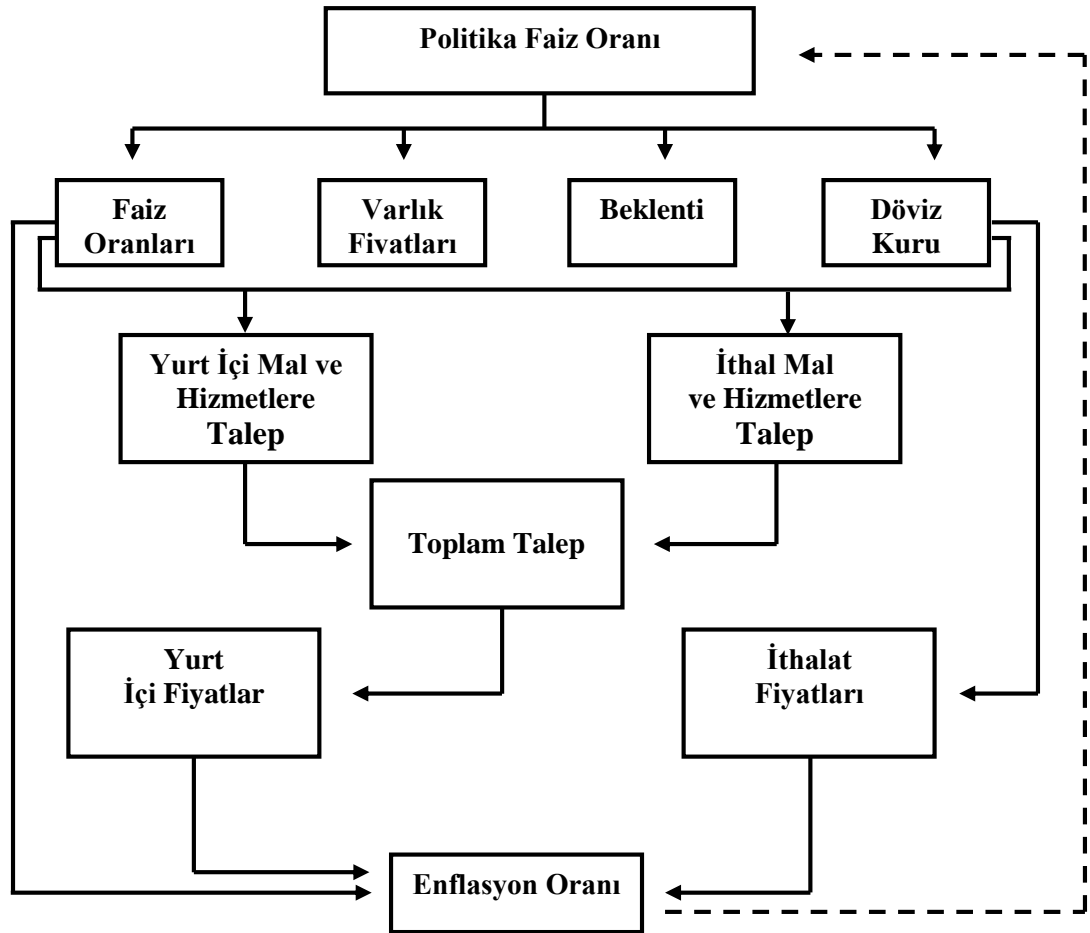 Politika Faiz Oranı
Faiz
Oranları
Varlık
Fivatları
Beklenti
Döviz
Kuru
Yurt İçi Mal ve
Hizmetlere
Talep
İthal Mal
ve Hizmetlere
Talep
Toplam Talep
Yurt
İçi Fiyatlar
İthalat
Fiyatları
Enflasyon Oranı